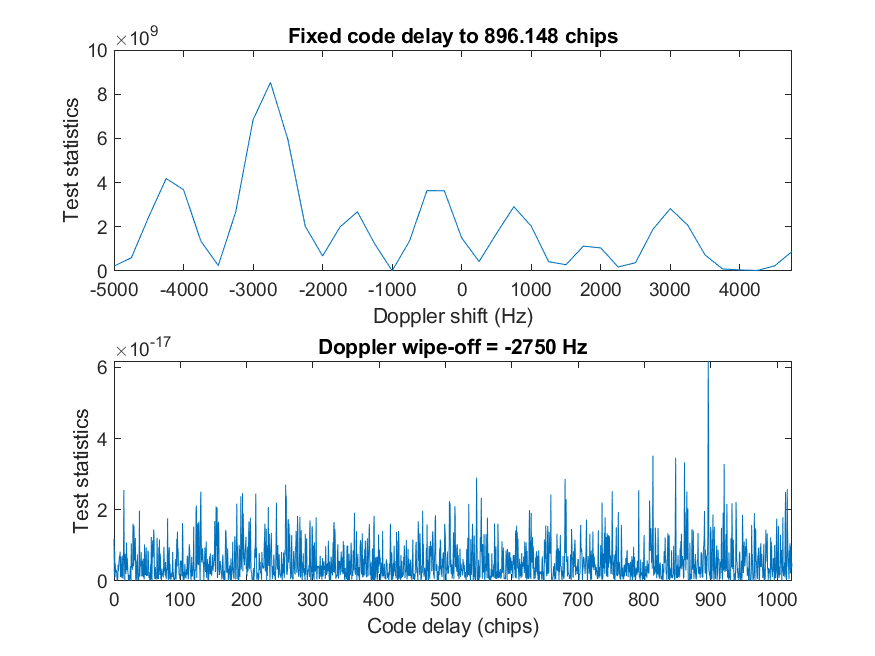 ×10⁹
Fixed code delay to 896.148 chips
10
8
6
4
2
0
Test statistics
-5000 -4000 -3000 -2000 -1000 0 1000 2000 3000 4000
Doppler shift (Hz)
×10⁻¹⁷
Doppler wipe-off = -2750 Hz
6
4
2
0
Test statistics
0 100 200 300 400 500 600 700 800 900 1000
Code delay (chips)